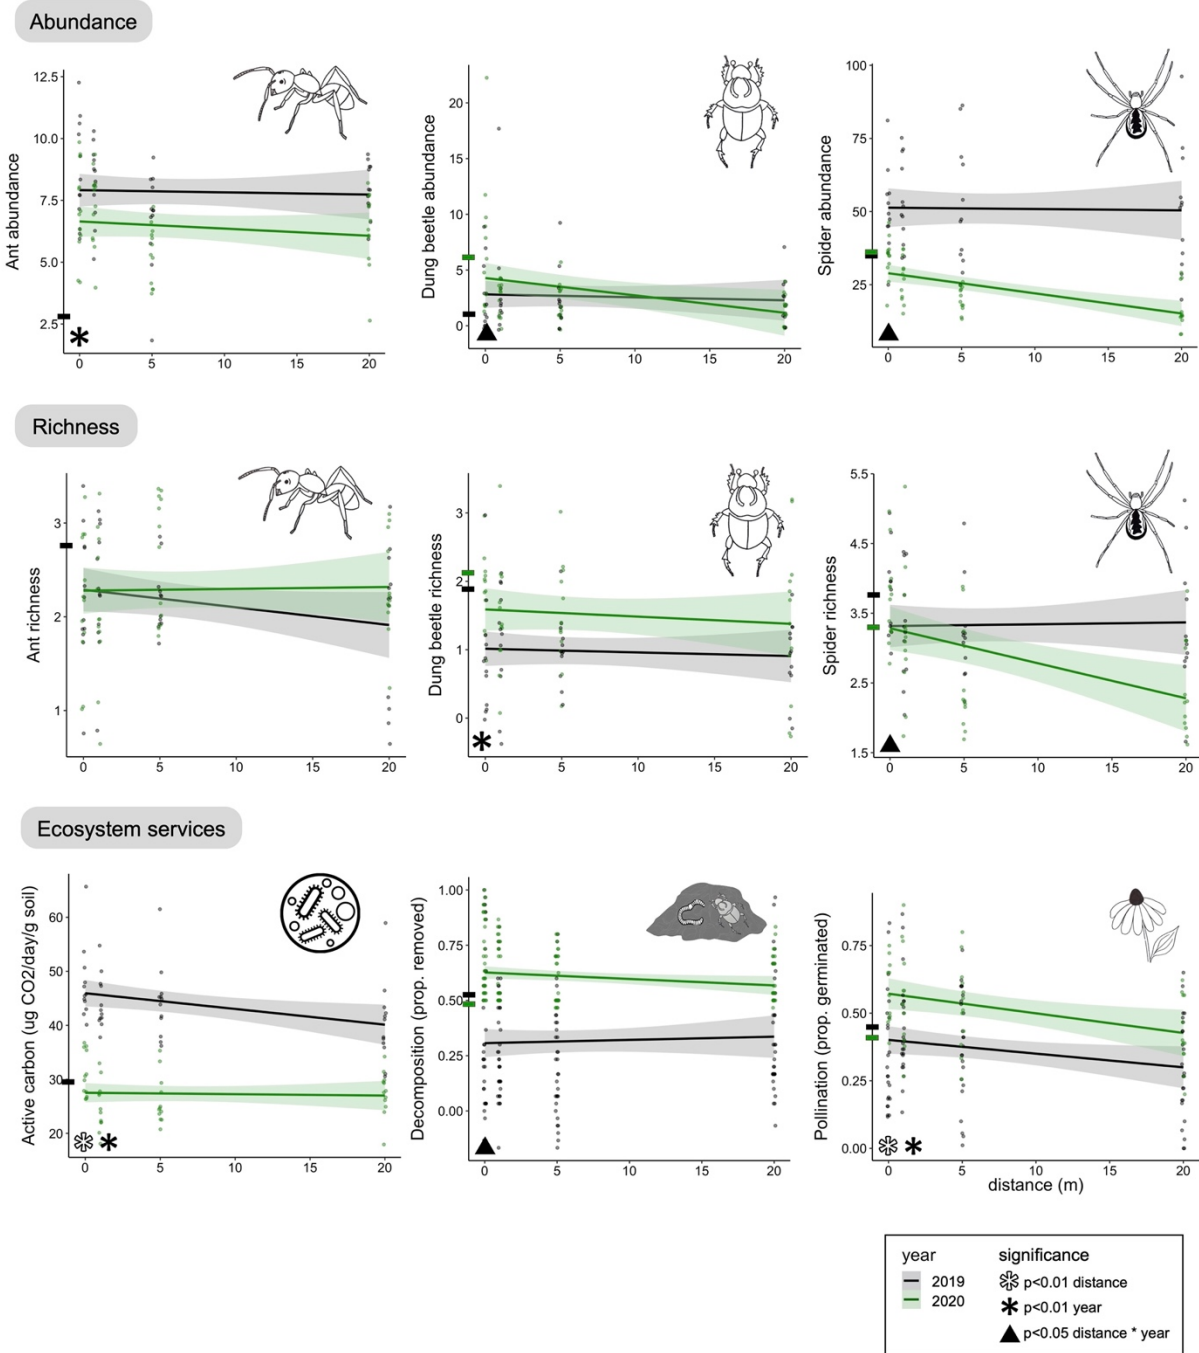 Abundance
Ant abundance
12.5
10.0
7.5
5.0
2.5
0 5 10 15 20
Dung beetle abundance
20
15
10
5
0
0 5 10 15 20
Spider abundance
100
75
50
25
0 5 10 15 20
Richness
Ant richness
3
2
1
0 5 10 15 20
Dung beetle richness
3
2
1
0
0 5 10 15 20
Spider richness
5.5
4.5
3.5
2.5
1.5
0 5 10 15 20
Ecosystem services
Active carbon (ug CO2/day/g soil)
60
50
40
30
20
0 5 10 15 20
Decomposition (prop. removed)
1.00
0.75
0.50
0.25
0.00
0 5 10 15 20
Pollination (prop. germinated)
0.75
0.50
0.25
0.00
0 5 10 15 20
distance (m)
year
2019
2020
significance
p<0.01 distance
p<0.01 year
p<0.05 distance * year